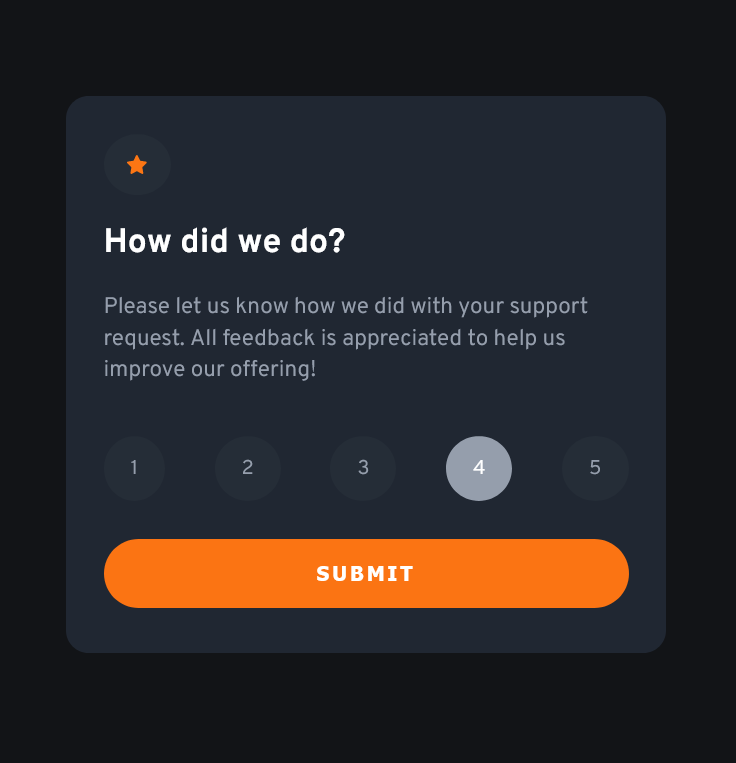 How did we do?
Please let us know how we did with your support
request. All feedback is appreciated to help us
improve our offering!
1 2 3 4 5
SUBMIT